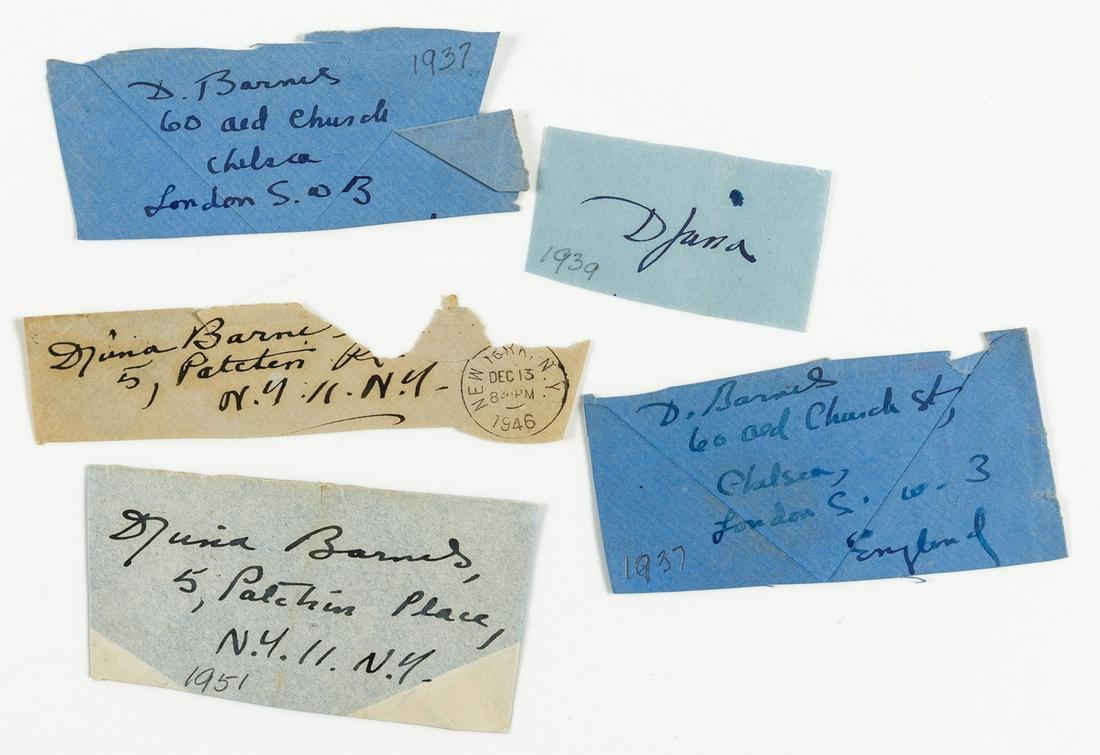 D. Barnes
60 Old Church
Chelsea
London S. W 3
1937
Djuna
1939
Djuna Barne
5, Patchin
N.Y. 11. N.Y.
NEW YORK, N.Y.
DEC 13
8 30 PM
1946
D. Barnes
60 Old Church St,
Chelsea,
London S. W. 3
England
1937
Djuna Barnes,
5, Patchin Place,
N.Y. 11. N.Y.
1951